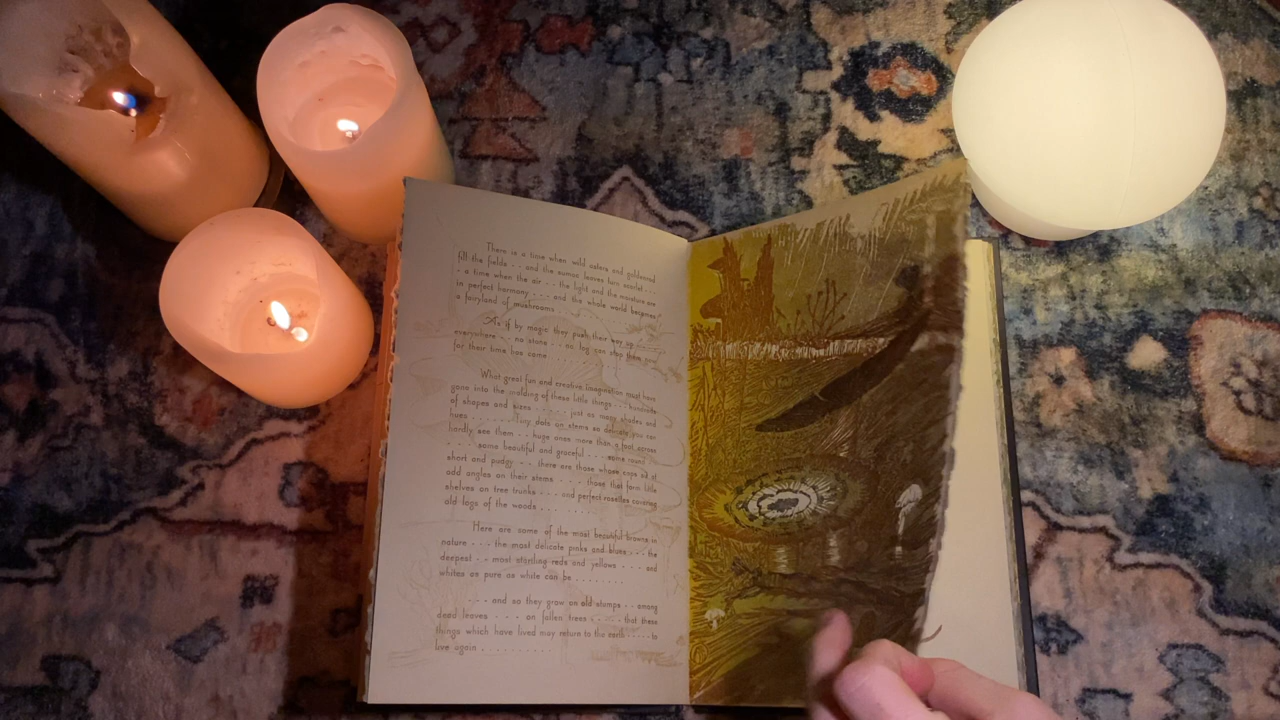 There is a time when wild asters and goldenrod
fill the fields - - and the sumac leaves turn scarlet - -
- a time when the air - - the light and the moisture are
in perfect harmony - - - and the whole world becomes
a fairyland of mushrooms
As if by magic they push their way up
everywhere - - no stone - - no log can stop them now
for their time has come
What great fun and creative imagination must have
gone into the molding of these little things - - hundreds
of shapes and sizes - - - - just as many shades and
hues - - - - - Tiny dots on stems so delicate you can
hardly see them - - huge ones more than a foot across
- - - - some beautiful and graceful - - - some round
short and pudgy - - - there are those whose caps sit at
odd angles on their stems - - - - those that form little
shelves on tree trunks - - - - and perfect rosettes covering
old logs of the woods . . . . . . . . .
Here are some of the most beautiful browns in
nature - - - the most delicate pinks and blues - - - the
deepest - - most startling reds and yellows - - - - and
whites as pure as white can be . . . . . . . . .
- - - and so they grow on old stumps - - among
dead leaves - - - - on fallen trees - - - - - that these
things which have lived may return to the earth - - - - to
live again . . . . . . . . . .